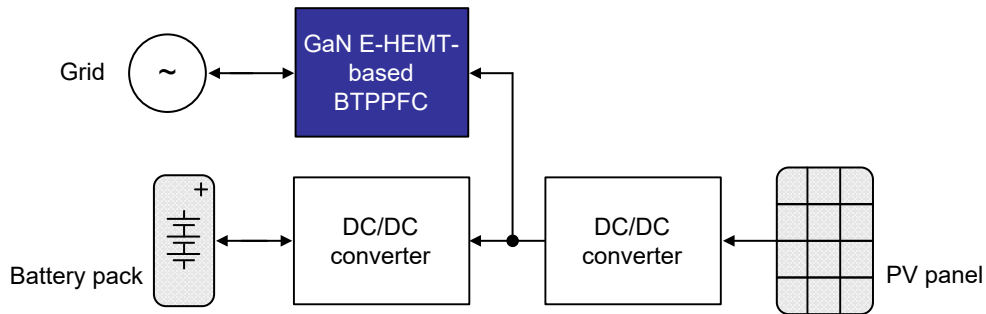 Grid
~
GaN E-HEMT-
based
BTPPFC
+
DC/DC
converter
DC/DC
converter
Battery pack
PV panel